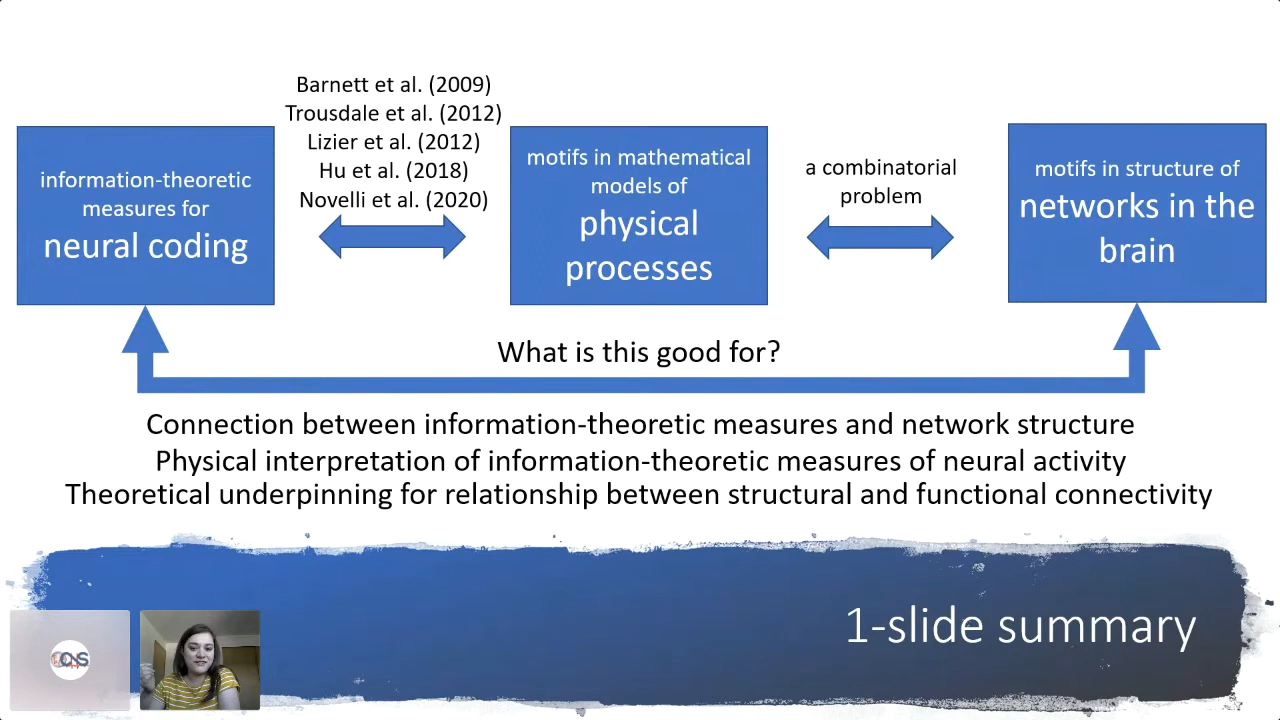 Barnett et al. (2009)
Trousdale et al. (2012)
Lizier et al. (2012)
Hu et al. (2018)
Novelli et al. (2020)
information-theoretic
measures for
neural coding
motifs in mathematical
models of
physical
processes
a combinatorial
problem
motifs in structure of
networks in the
brain
What is this good for?
Connection between information-theoretic measures and network structure
Physical interpretation of information-theoretic measures of neural activity
Theoretical underpinning for relationship between structural and functional connectivity
1-slide summary